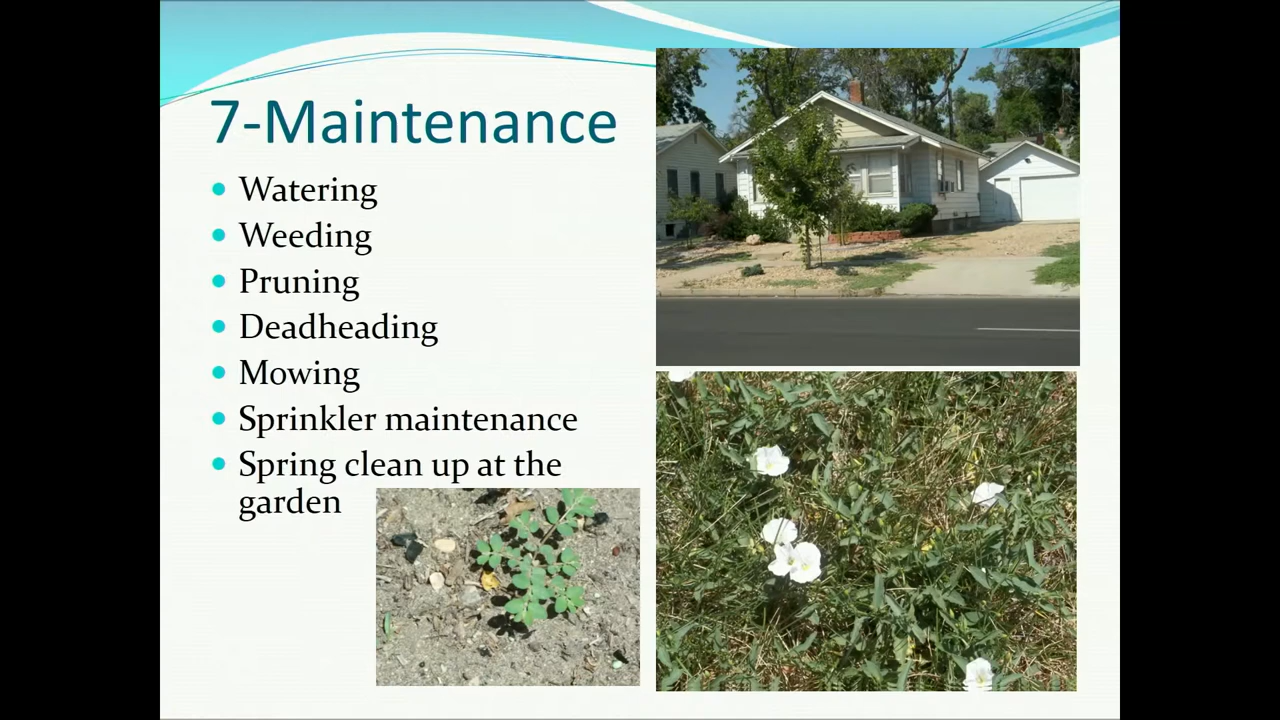 7-Maintenance
Watering
Weeding
Pruning
Deadheading
Mowing
Sprinkler maintenance
Spring clean up at the
garden